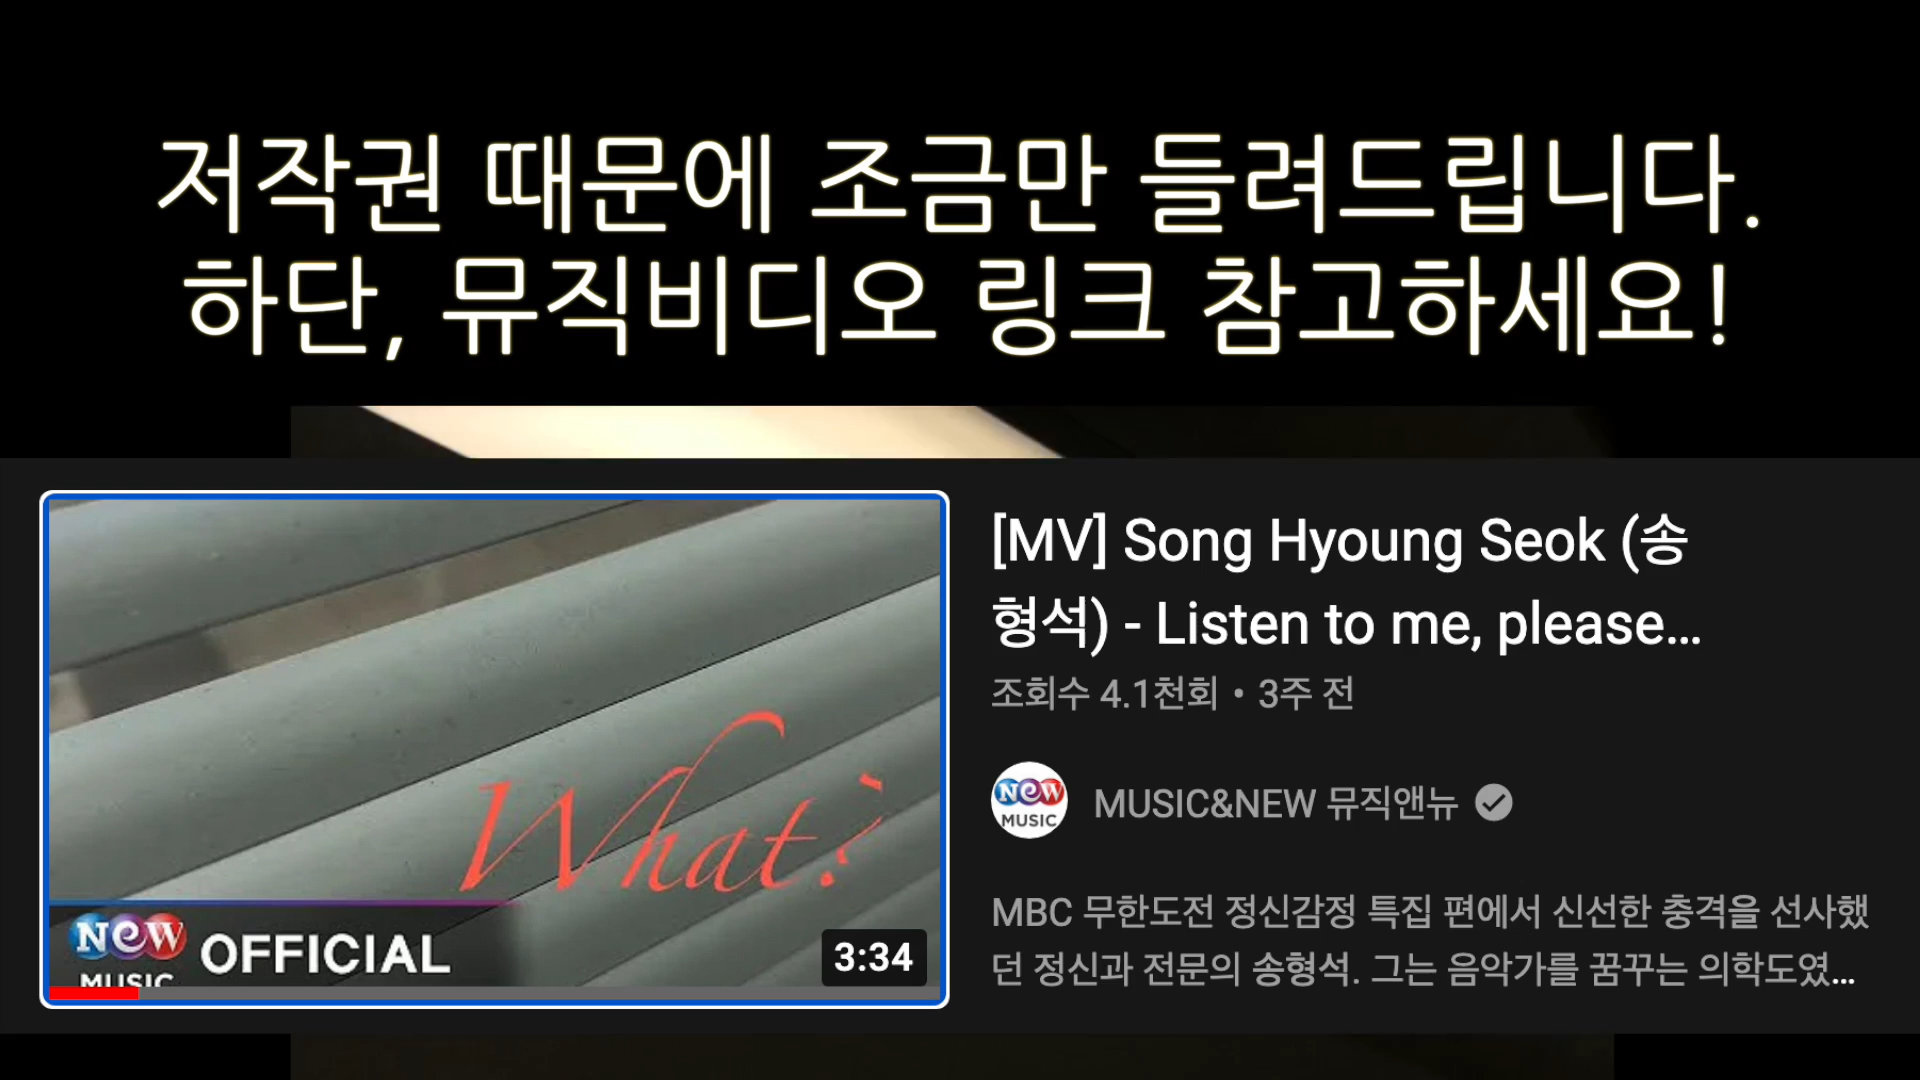 저작권 때문에 조금만 들려드립니다.
하단, 뮤직비디오 링크 참고하세요!
What?
New
MUSIC
OFFICIAL
3:34
[MV] Song Hyoung Seok (송
형석) - Listen to me, please...
조회수 4.1천회 • 3주 전
New
MUSIC
MUSIC&NEW 뮤직앤뉴
MBC 무한도전 정신감정 특집 편에서 신선한 충격을 선사했
던 정신과 전문의 송형석. 그는 음악가를 꿈꾸는 의학도였...